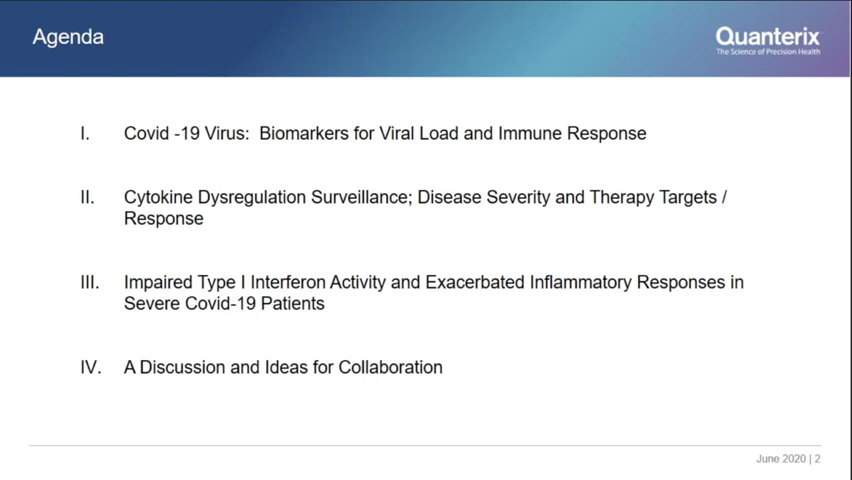 Agenda
Quanterix
The Science of Precision Health
I. Covid -19 Virus:  Biomarkers for Viral Load and Immune Response
II. Cytokine Dysregulation Surveillance; Disease Severity and Therapy Targets /
Response
III. Impaired Type I Interferon Activity and Exacerbated Inflammatory Responses in
Severe Covid-19 Patients
IV. A Discussion and Ideas for Collaboration
June 2020 | 2